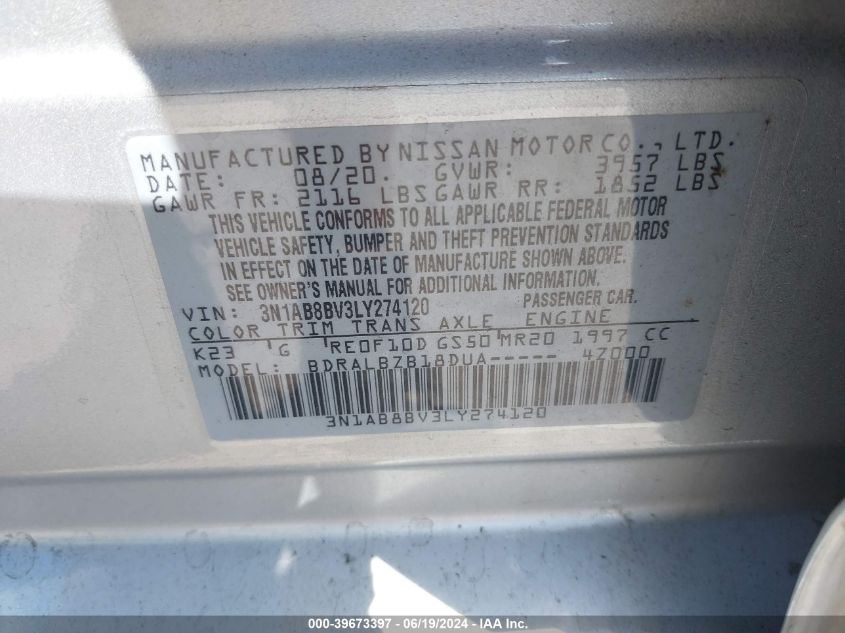 MANUFACTURED BY NISSAN MOTOR CO., LTD.
DATE: 08/20. GVWR: 3957 LBS
GAWR FR: 2116 LBS GAWR RR: 1852 LBS
THIS VEHICLE CONFORMS TO ALL APPLICABLE FEDERAL MOTOR
VEHICLE SAFETY, BUMPER AND THEFT PREVENTION STANDARDS
IN EFFECT ON THE DATE OF MANUFACTURE SHOWN ABOVE.
SEE OWNER'S MANUAL FOR ADDITIONAL INFORMATION.
VIN: 3N1AB8BV3LY274120 PASSENGER CAR.
COLOR TRIM TRANS AXLE ENGINE
K23 G RE0F10D GS50 MR20 1997 CC
MODEL: BDRALBZB18DUA----- 47000
3N1AB8BV3LY274120
000-39673397 - 06/19/2024 - IAA Inc.